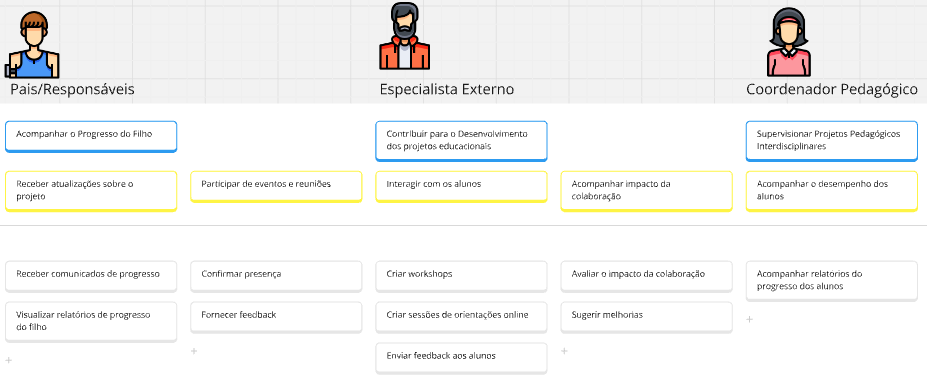 Pais/Responsáveis
Especialista Externo
Coordenador Pedagógico
Acompanhar o Progresso do Filho
Contribuir para o Desenvolvimento
dos projetos educacionais
Supervisionar Projetos Pedagógicos
Interdisciplinares
Receber atualizações sobre o
projeto
Participar de eventos e reuniões
Interagir com os alunos
Acompanhar impacto da
colaboração
Acompanhar o desempenho dos
alunos
Receber comunicados de progresso
Confirmar presença
Criar workshops
Avaliar o impacto da colaboração
Acompanhar relatórios do
progresso dos alunos
Visualizar relatórios de progresso
do filho
Fornecer feedback
Criar sessões de orientações online
Sugerir melhorias
Enviar feedback aos alunos